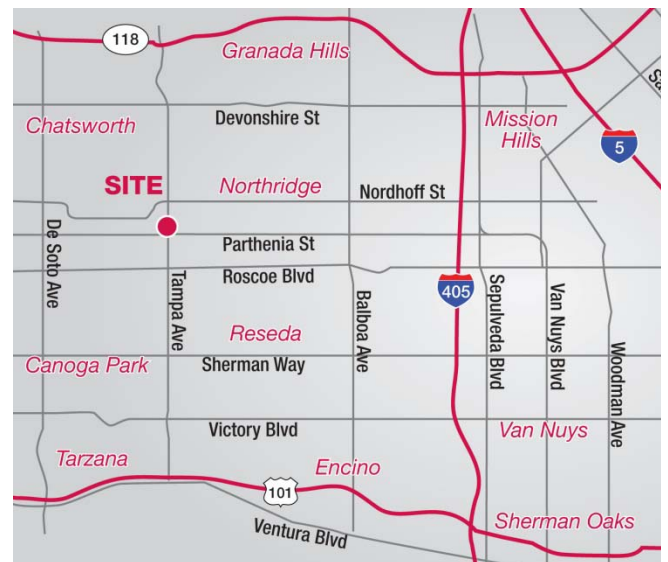 118
Granada Hills
Chatsworth
Devonshire St
Mission
Hills
5
SITE
Northridge
Nordhoff St
De Soto Ave
Parthenia St
Tampa Ave
Roscoe Blvd
Balboa Ave
405
Sepulveda Blvd
Van Nuys Blvd
Woodman Ave
Reseda
Canoga Park
Sherman Way
Victory Blvd
Van Nuys
Tarzana
Encino
101
Ventura Blvd
Sherman Oaks